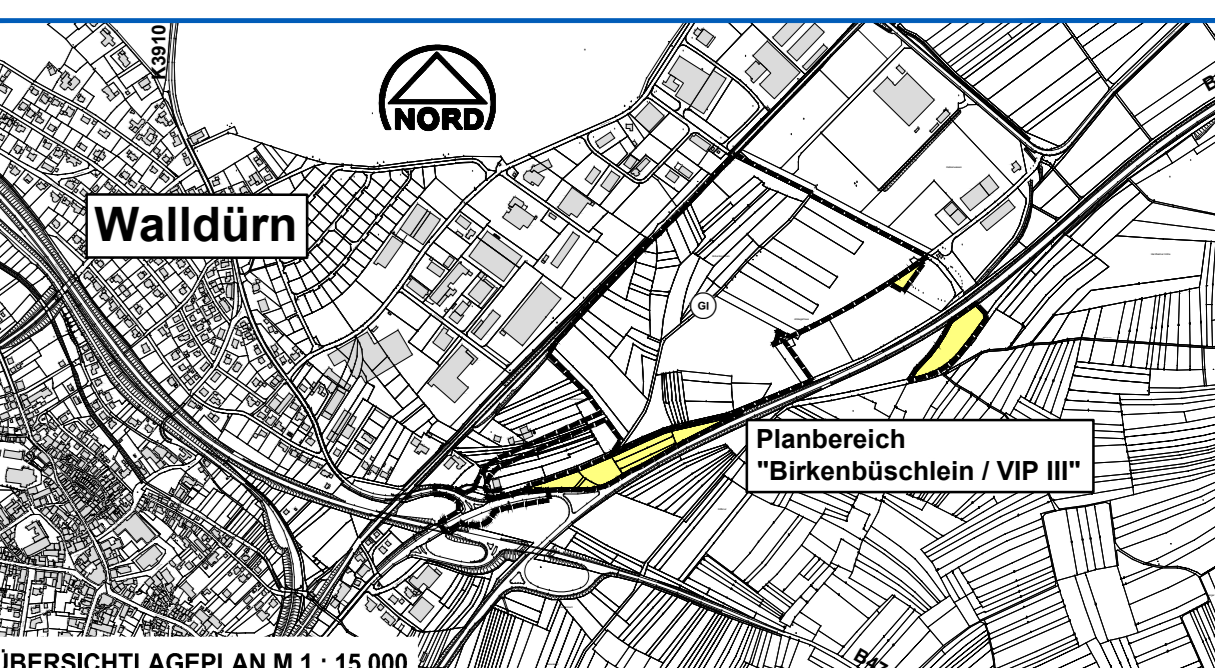 K3910
NORD
Walldürn
GI
Planbereich
"Birkenbüschlein / VIP III"
ÜBERSICHTLAGEPLAN M 1 : 15.000